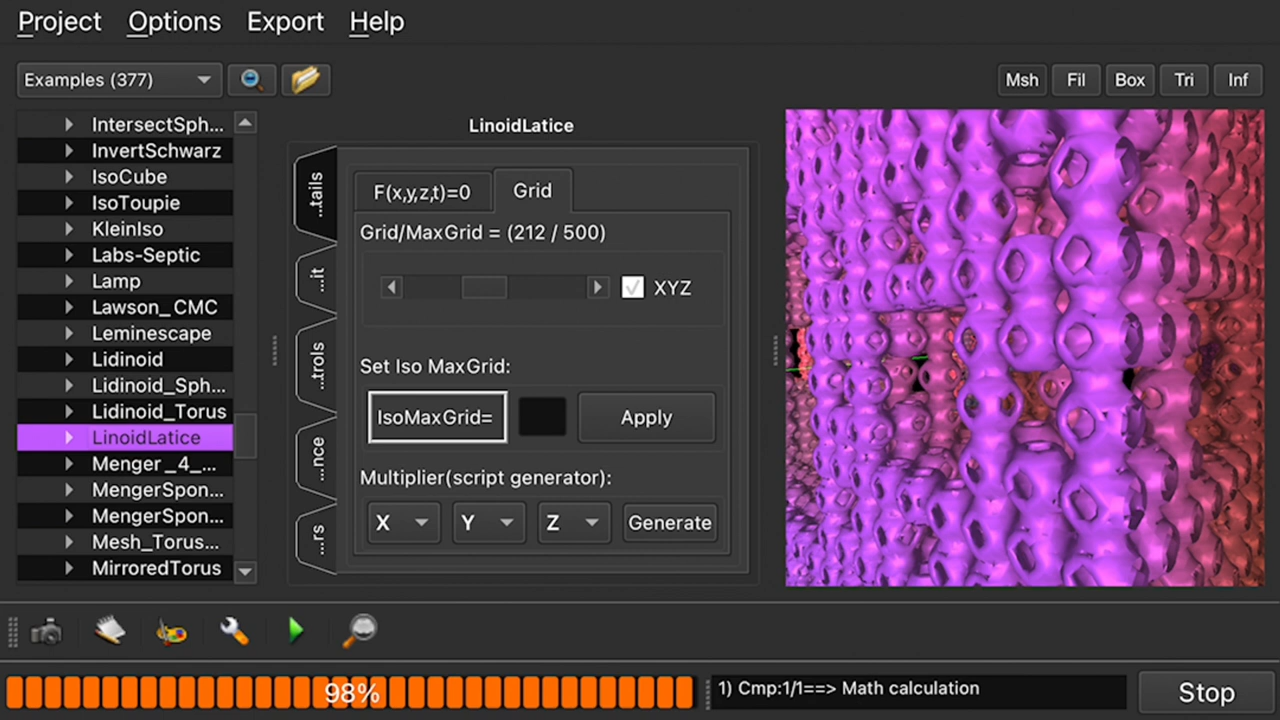 Project Options Export Help
Examples (377)
Msh Fil Box Tri Inf
IntersectSph...
InvertSchwarz
IsoCube
IsoToupie
KleinIso
Labs-Septic
Lamp
Lawson_CMC
Leminescape
Lidinoid
Lidinoid_Sph...
Lidinoid_Torus
LinoidLatice
Menger_4_...
MengerSpon...
MengerSpon...
Mesh_Torus...
MirroredTorus
LinoidLatice
...tails
...it
...trols
...nce
...rs
F(x,y,z,t)=0 Grid
Grid/MaxGrid = (212 / 500)
XYZ
Set Iso MaxGrid:
IsoMaxGrid= Apply
Multiplier(script generator):
X Y Z Generate
98% 1) Cmp:1/1==> Math calculation Stop